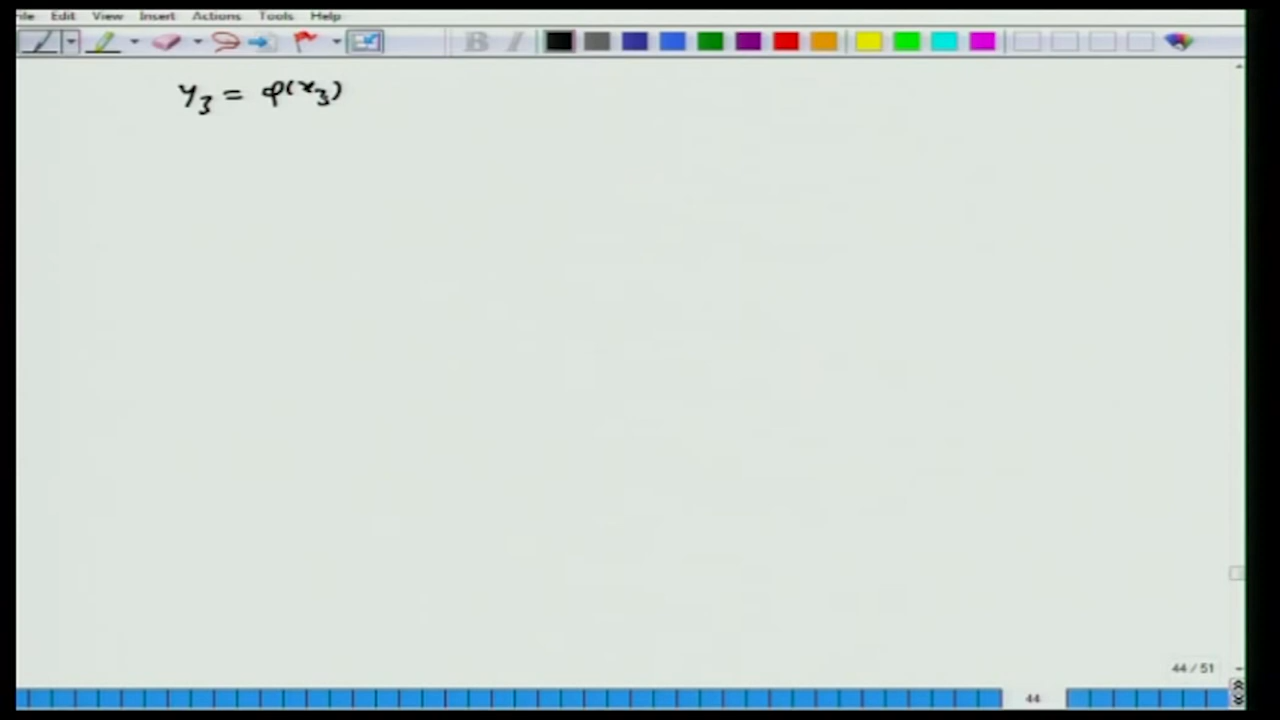 ile Edit View Insert Actions Tools Help
B I
y₃ = φ(x₃)
44 / 51
44